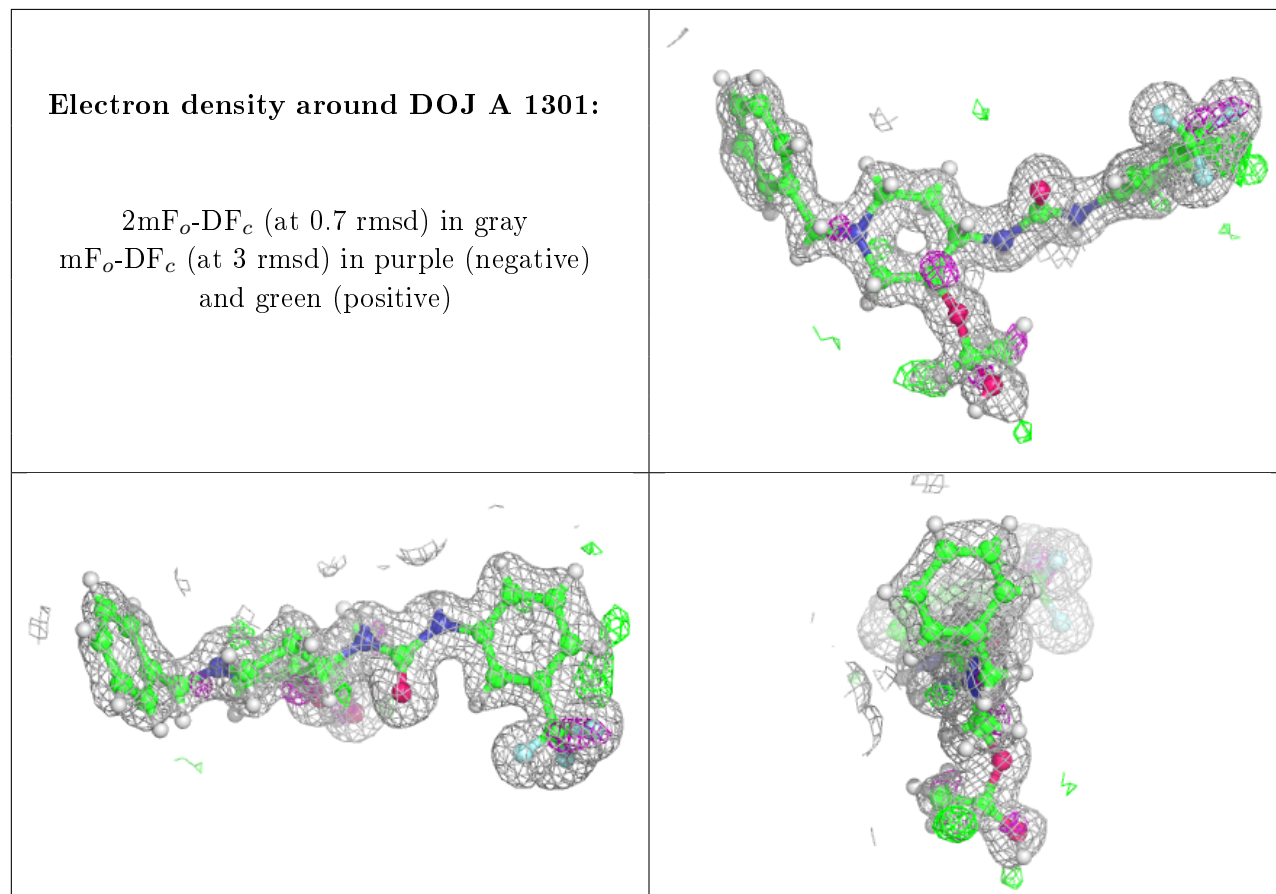 Electron density around DOJ A 1301:
2mFo-DFc (at 0.7 rmsd) in gray
mFo-DFc (at 3 rmsd) in purple (negative)
and green (positive)